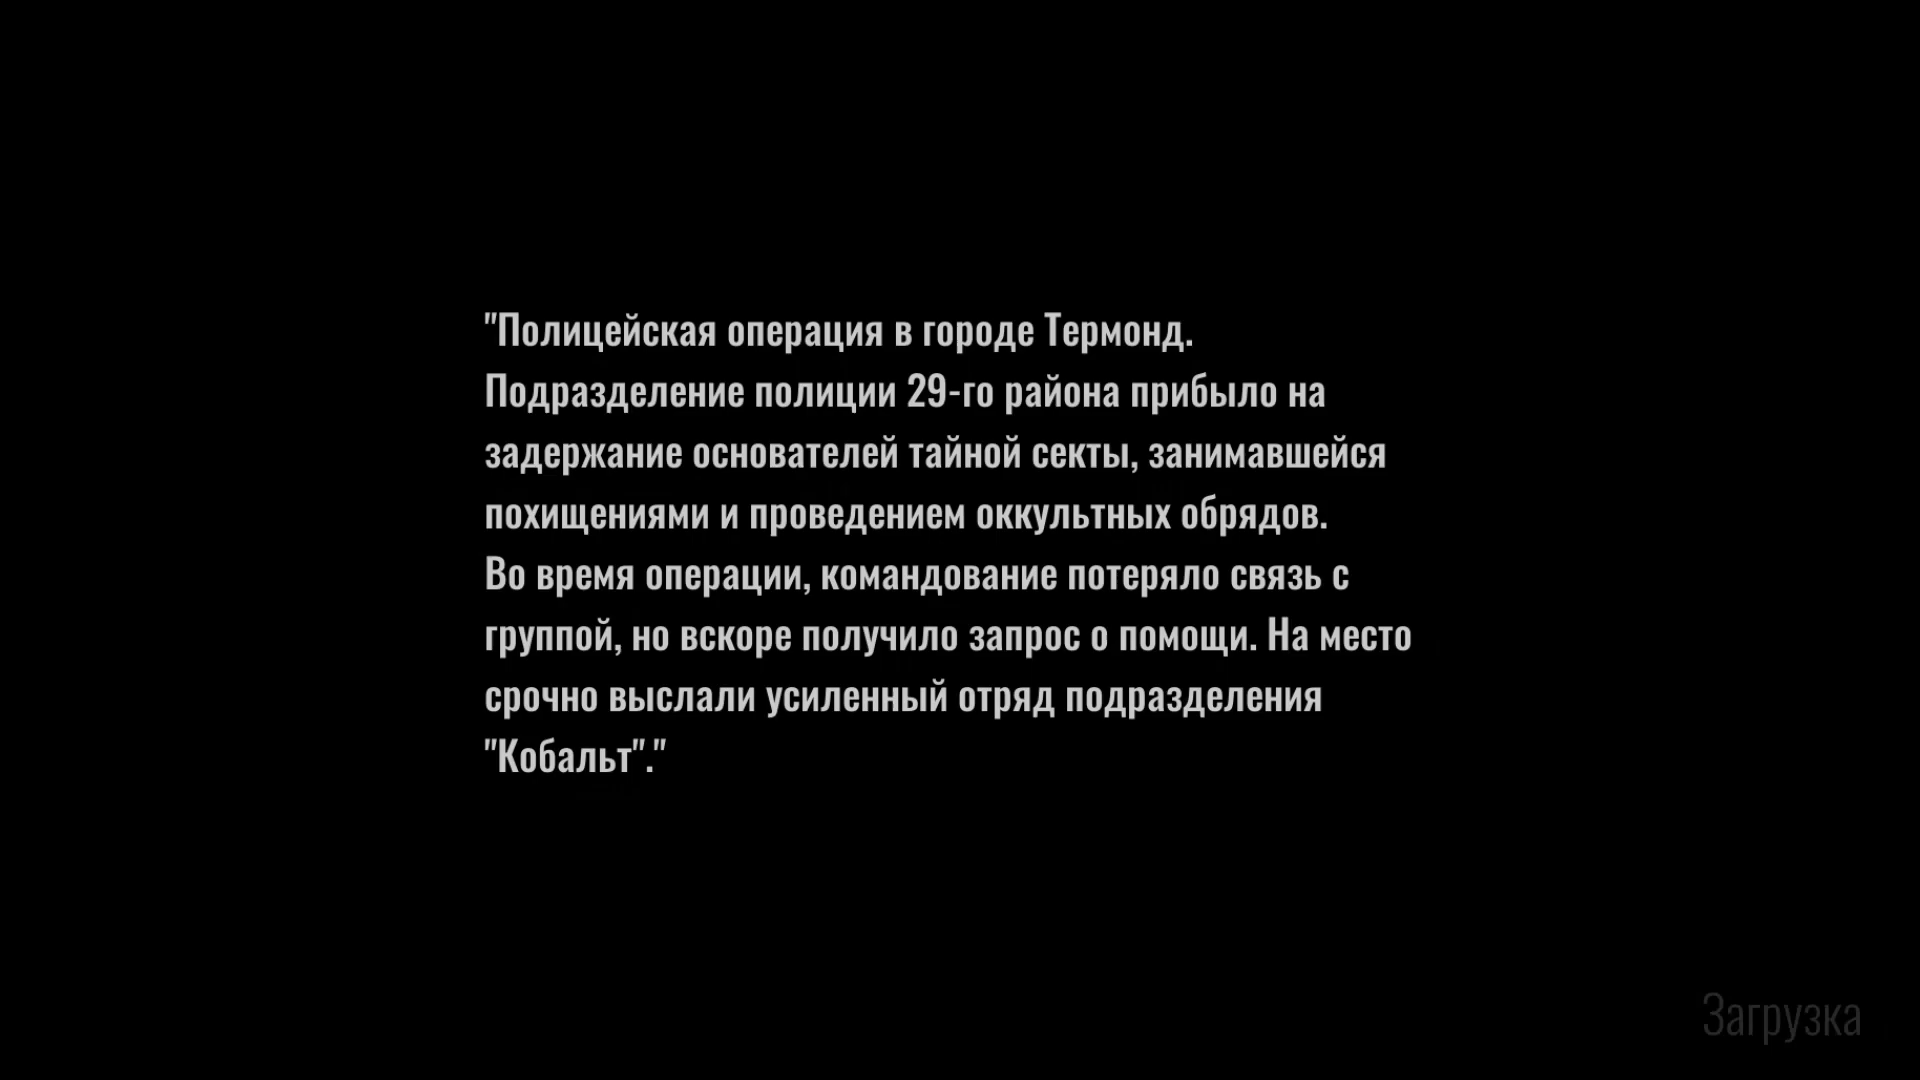 "Полицейская операция в городе Термонд.
Подразделение полиции 29-го района прибыло на
задержание основателей тайной секты, занимавшейся
похищениями и проведением оккультных обрядов.
Во время операции, командование потеряло связь с
группой, но вскоре получило запрос о помощи. На место
срочно выслали усиленный отряд подразделения
"Кобальт"."
Загрузка